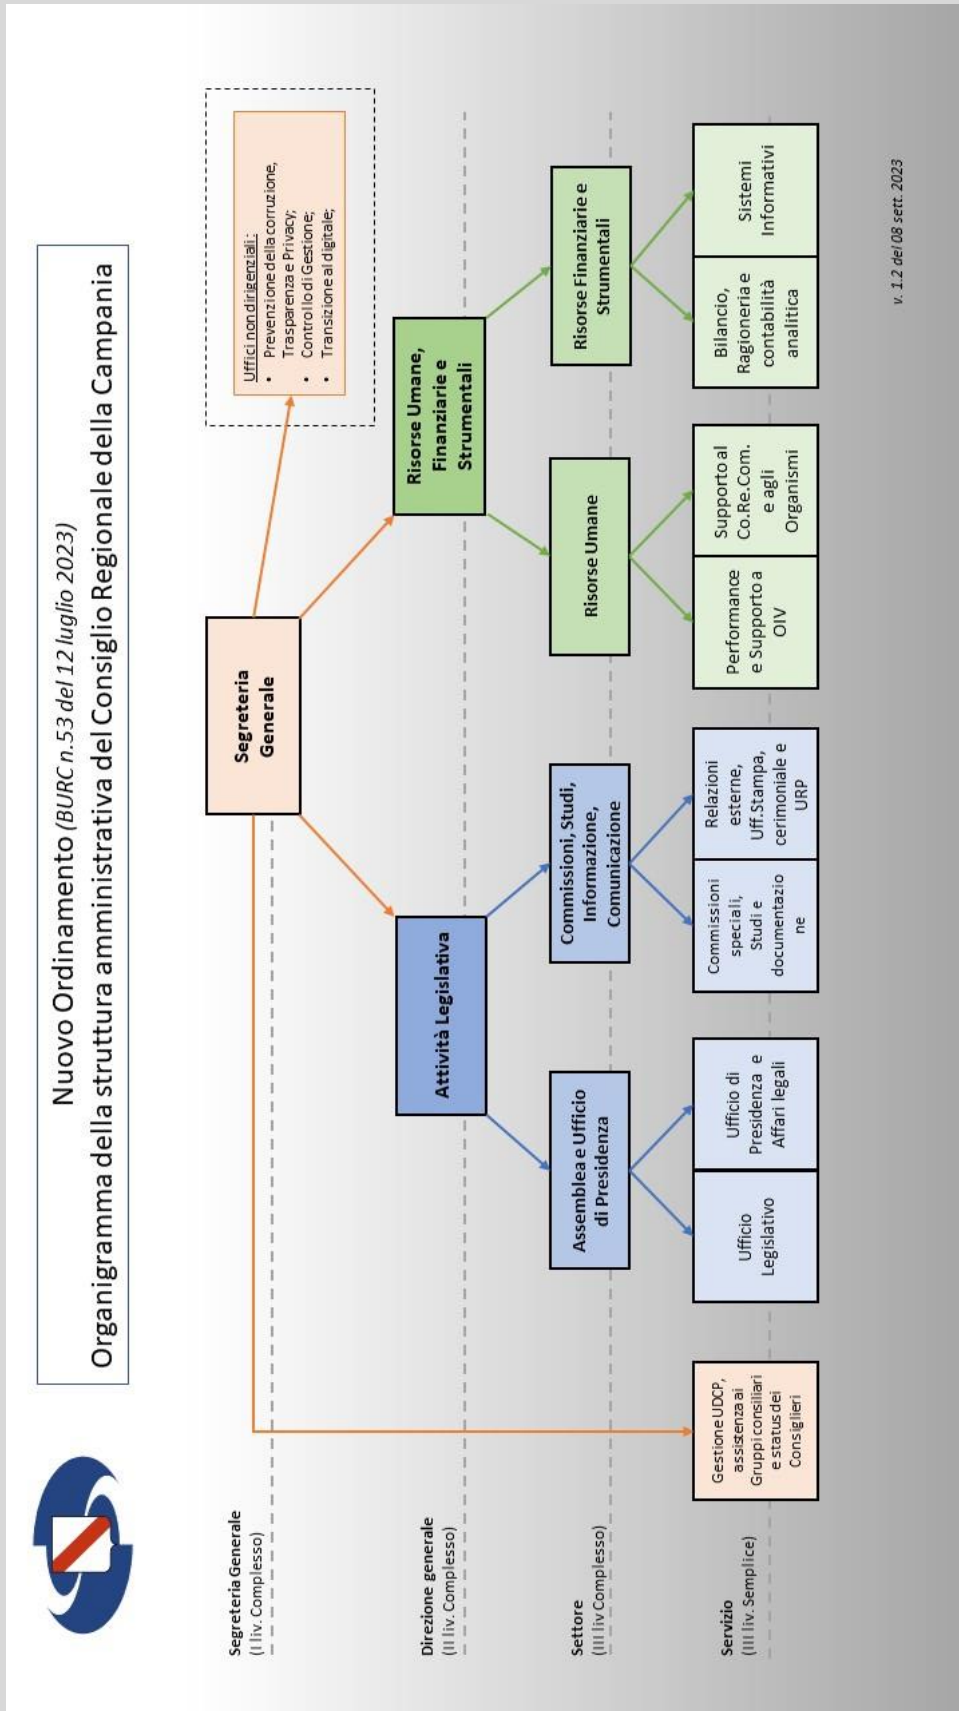 Nuovo Ordinamento (BURC n.53 del 12 luglio 2023)
Organigramma della struttura amministrativa del Consiglio Regionale della Campania
Segreteria Generale
(I liv. Complesso)
Segreteria
Generale
Uffici non dirigenziali:
• Prevenzione della corruzione,
Trasparenza e Privacy;
• Controllo di Gestione;
• Transizione al digitale;
Direzione generale
(II liv. Complesso)
Attività Legislativa
Risorse Umane,
Finanziarie e
Strumentali
Settore
(III liv Complesso)
Assemblea e Ufficio
di Presidenza
Commissioni, Studi,
Informazione,
Comunicazione
Risorse Umane
Risorse Finanziarie e
Strumentali
Servizio
(III liv. Semplice)
Gestione UDCP,
assistenza ai
Gruppi consiliari
e status dei
Consiglieri
Ufficio
Legislativo
Ufficio di
Presidenza e
Affari legali
Commissioni
speciali,
Studi e
documentazio
ne
Relazioni
esterne,
Uff.Stampa,
cerimoniale e
URP
Performance
e Supporto a
OIV
Supporto al
Co.Re.Com.
e agli
Organismi
Bilancio,
Ragioneria e
contabilità
analitica
Sistemi
Informativi
v. 1.2 del 08 sett. 2023